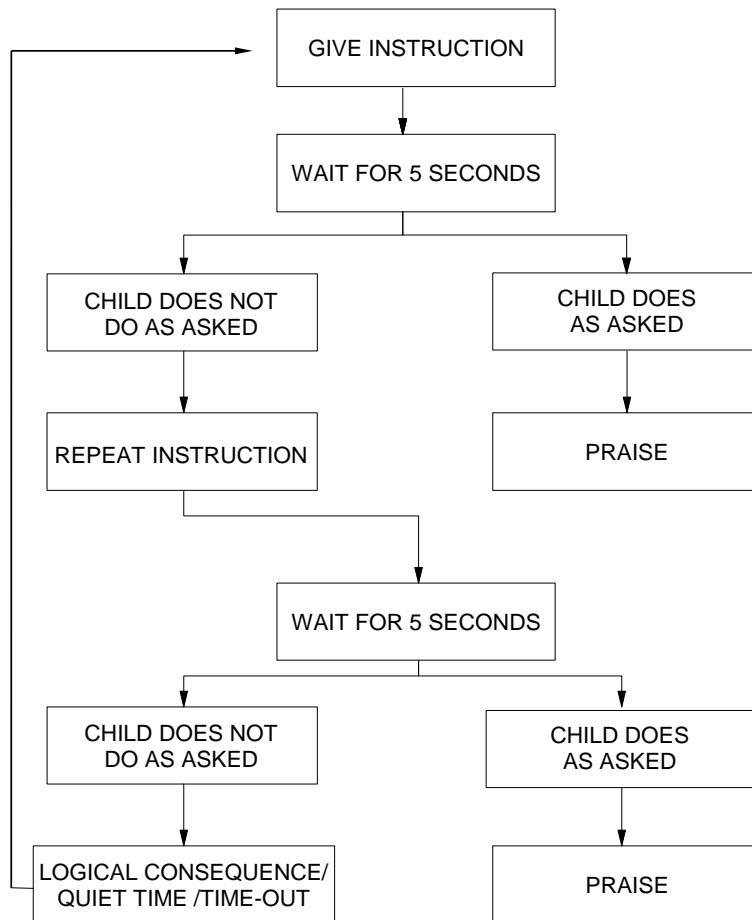 GIVE INSTRUCTION
WAIT FOR 5 SECONDS
CHILD DOES NOT
DO AS ASKED
CHILD DOES
AS ASKED
REPEAT INSTRUCTION
PRAISE
WAIT FOR 5 SECONDS
CHILD DOES NOT
DO AS ASKED
CHILD DOES
AS ASKED
LOGICAL CONSEQUENCE/
QUIET TIME /TIME-OUT
PRAISE